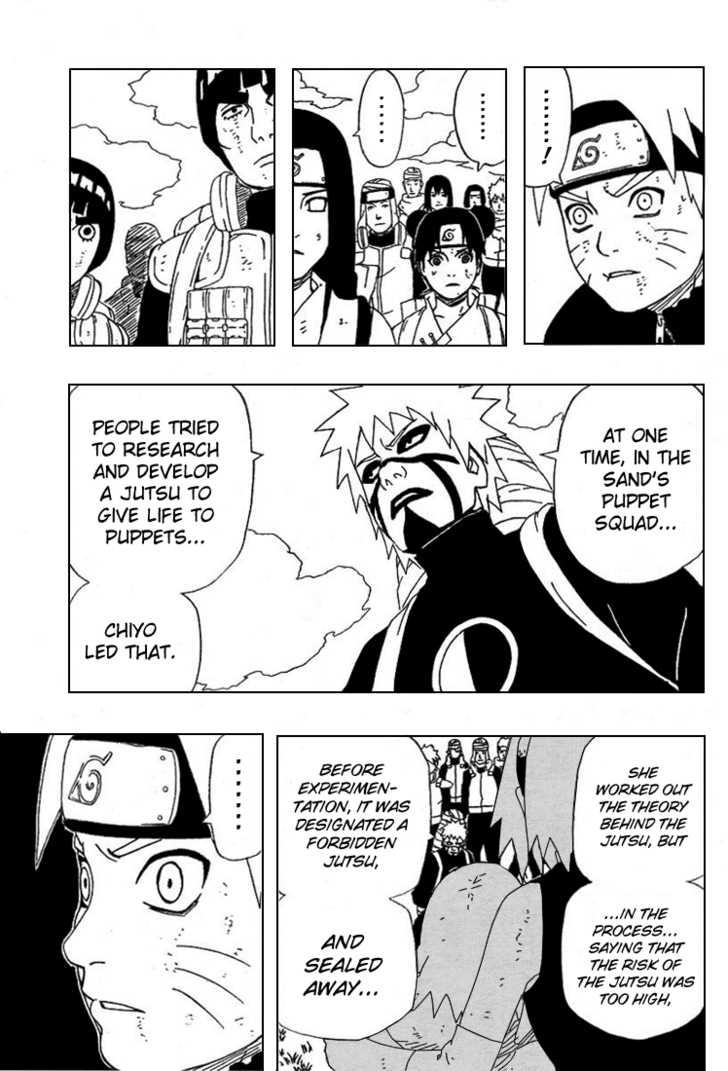 ………!
………
………
AT ONE
TIME, IN THE
SAND'S
PUPPET
SQUAD...
PEOPLE TRIED
TO RESEARCH
AND DEVELOP
A JUTSU TO
GIVE LIFE TO
PUPPETS...
CHIYO
LED THAT.
SHE
WORKED OUT
THE THEORY
BEHIND THE
JUTSU, BUT
...IN THE
PROCESS...
SAYING THAT
THE RISK OF
THE JUTSU WAS
TOO HIGH,
BEFORE
EXPERIMEN-
TATION, IT WAS
DESIGNATED A
FORBIDDEN
JUTSU,
AND
SEALED
AWAY...
………